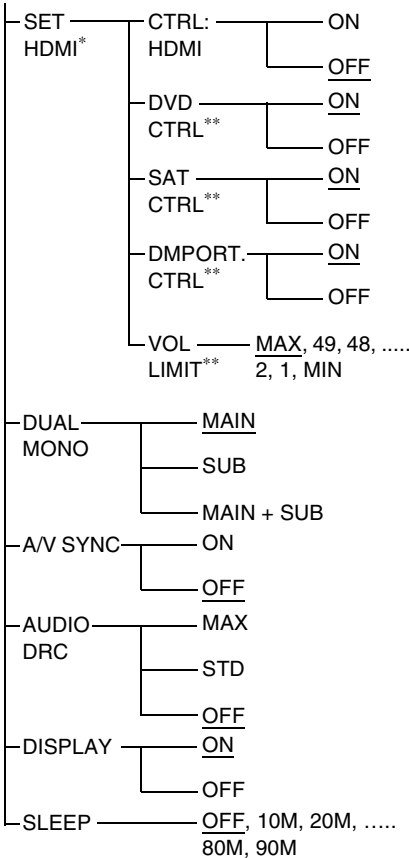 SET HDMI*
CTRL: HDMI
ON
OFF
DVD CTRL**
ON
OFF
SAT CTRL**
ON
OFF
DMPORT. CTRL**
ON
OFF
VOL LIMIT**
MAX, 49, 48, .....
2, 1, MIN
DUAL MONO
MAIN
SUB
MAIN + SUB
A/V SYNC
ON
OFF
AUDIO DRC
MAX
STD
OFF
DISPLAY
ON
OFF
SLEEP
OFF, 10M, 20M, .....
80M, 90M